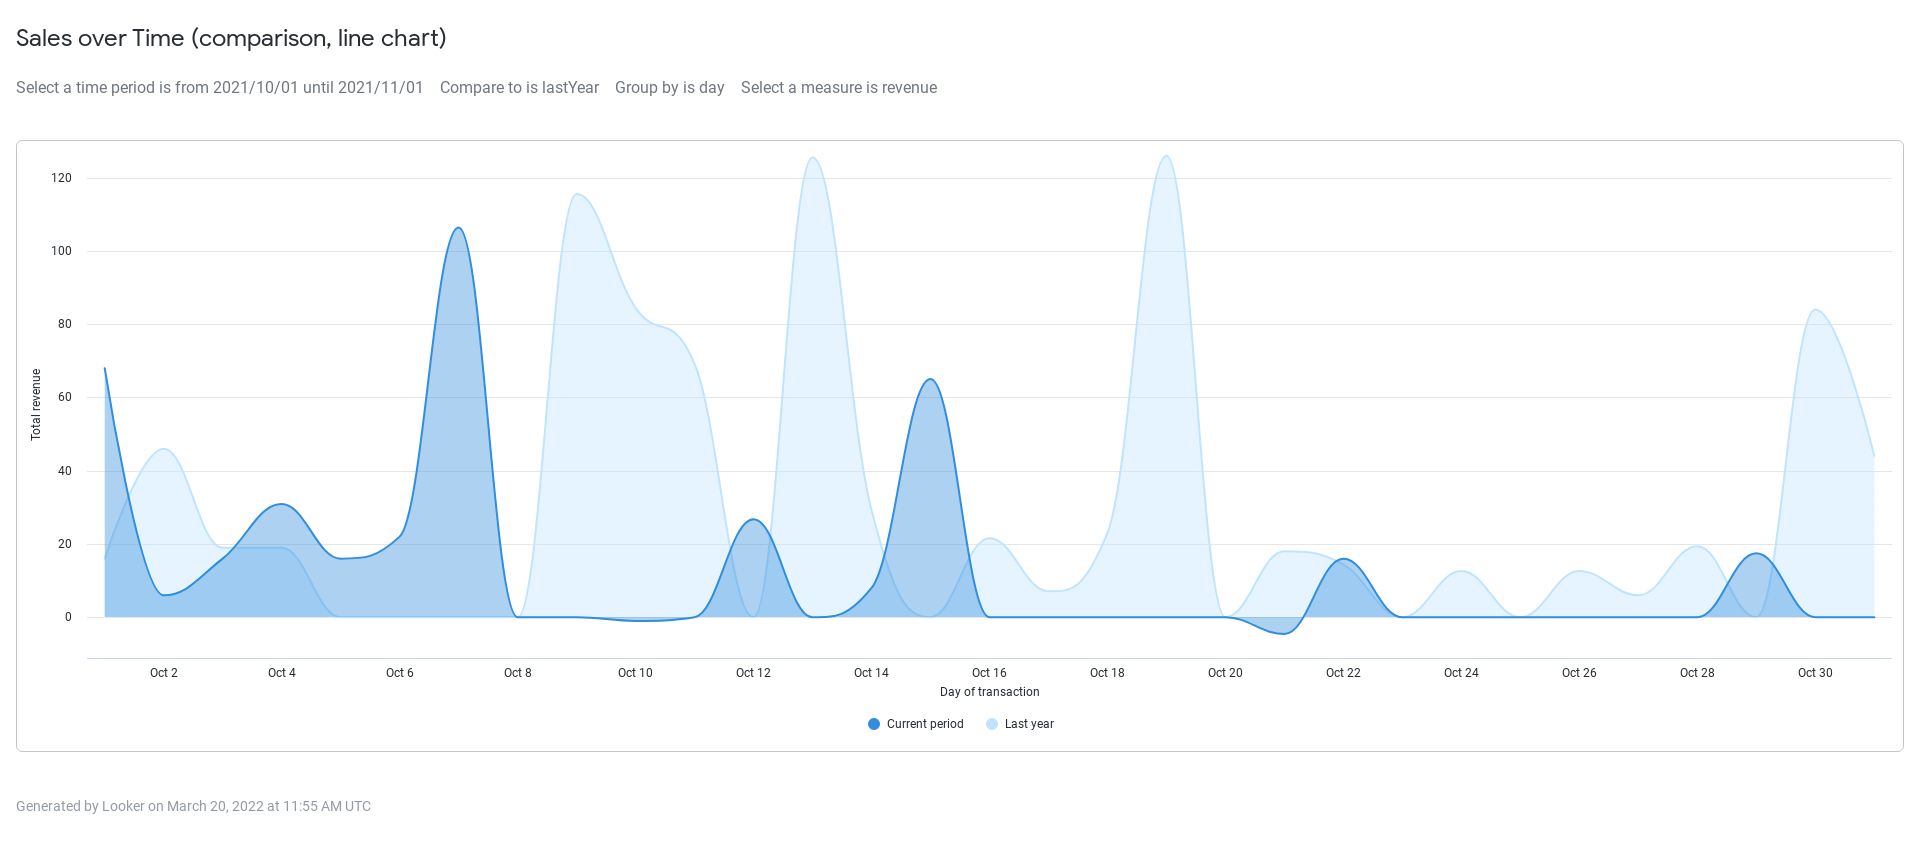 Sales over Time (comparison, line chart)
Select a time period is from 2021/10/01 until 2021/11/01 Compare to is lastYear Group by is day Select a measure is revenue
120
100
80
60
40
20
0
Total revenue
Oct 2 Oct 4 Oct 6 Oct 8 Oct 10 Oct 12 Oct 14 Oct 16 Oct 18 Oct 20 Oct 22 Oct 24 Oct 26 Oct 28 Oct 30
Day of transaction
Current period Last year
Generated by Looker on March 20, 2022 at 11:55 AM UTC